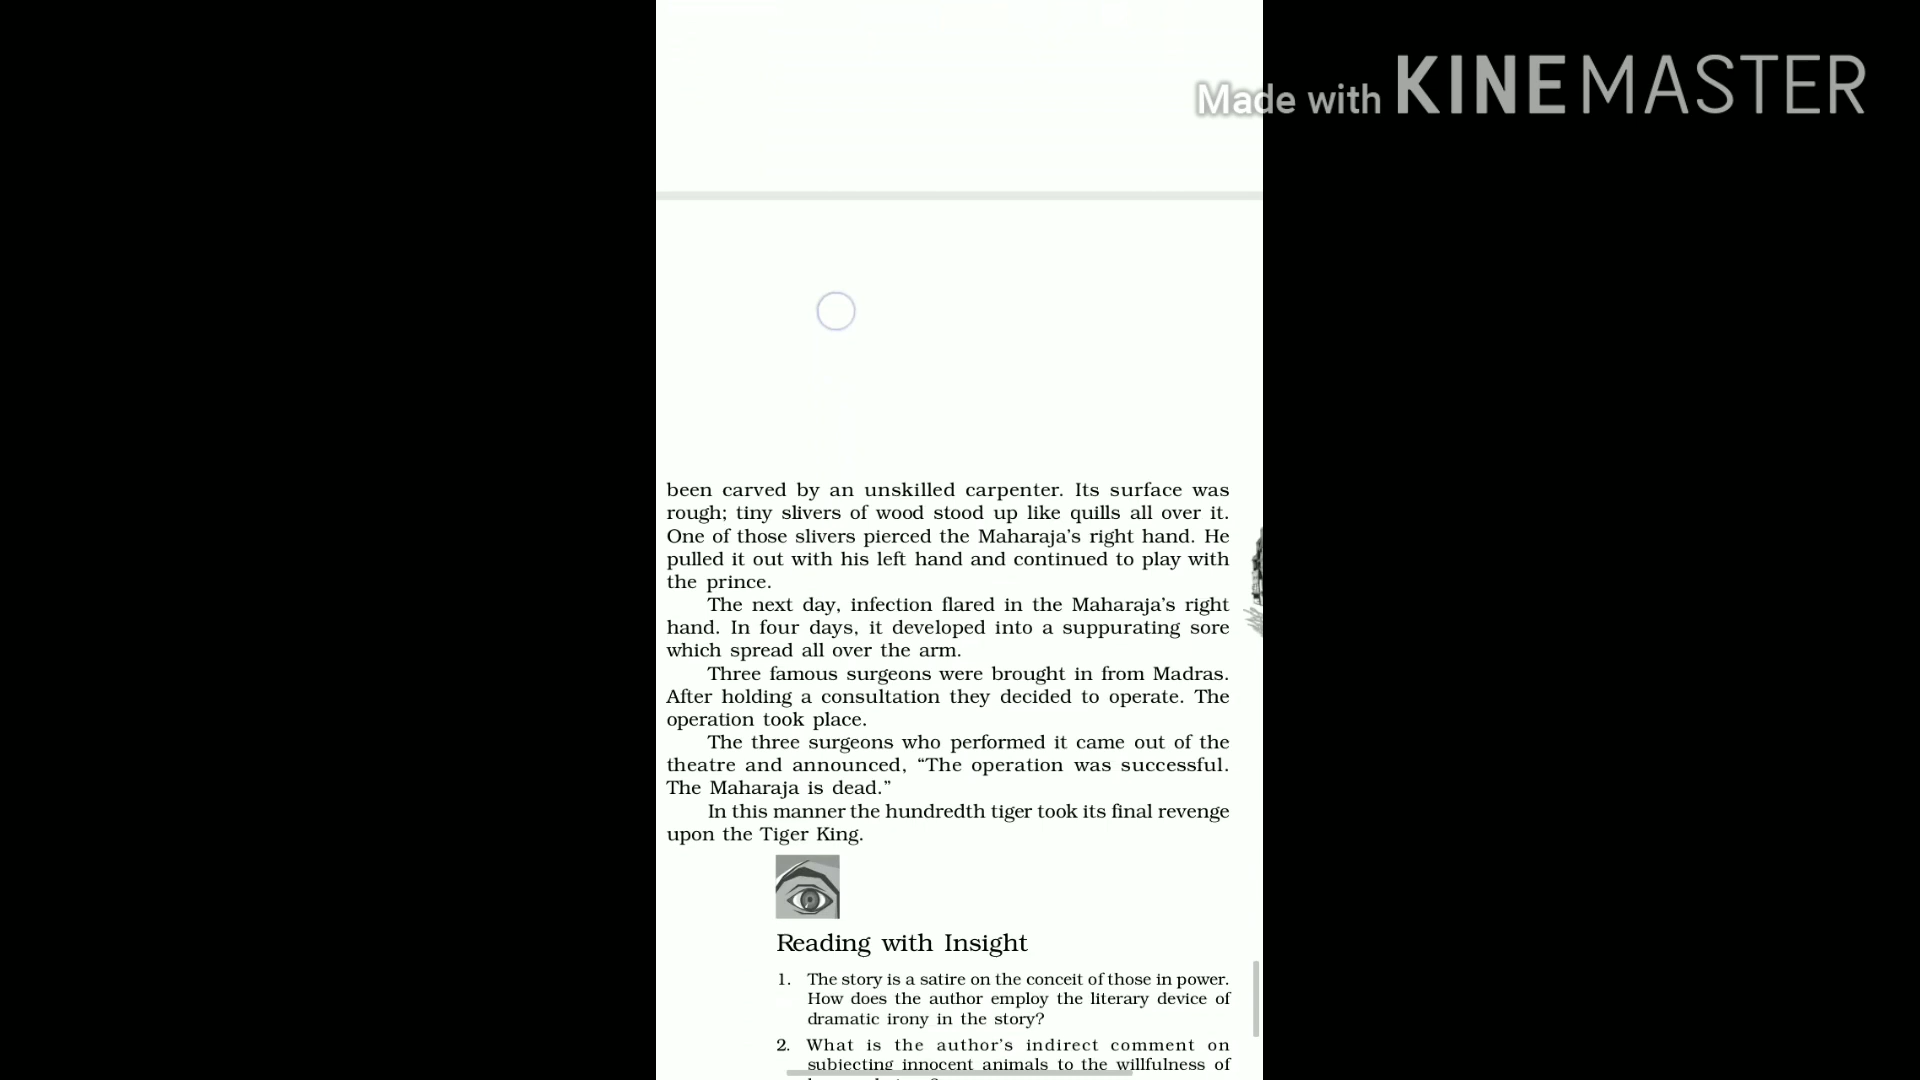 Made with KINEMASTER
been carved by an unskilled carpenter. Its surface was
rough; tiny slivers of wood stood up like quills all over it.
One of those slivers pierced the Maharaja's right hand. He
pulled it out with his left hand and continued to play with
the prince.
The next day, infection flared in the Maharaja's right
hand. In four days, it developed into a suppurating sore
which spread all over the arm.
Three famous surgeons were brought in from Madras.
After holding a consultation they decided to operate. The
operation took place.
The three surgeons who performed it came out of the
theatre and announced, “The operation was successful.
The Maharaja is dead.”
In this manner the hundredth tiger took its final revenge
upon the Tiger King.
Reading with Insight
1. The story is a satire on the conceit of those in power.
How does the author employ the literary device of
dramatic irony in the story?
2. What is the author's indirect comment on
subjecting innocent animals to the willfulness of